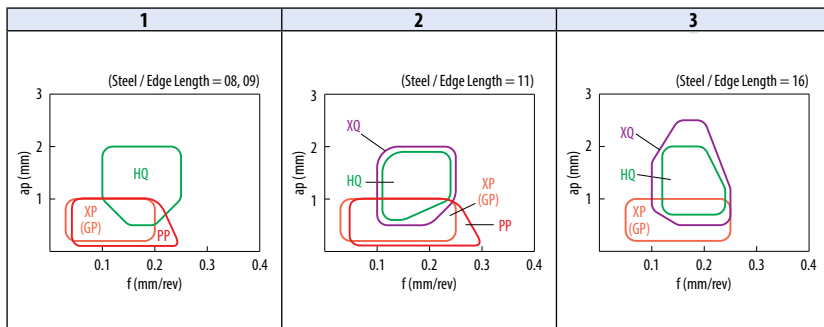 1
2
3
(Steel / Edge Length = 08, 09)
3
2
1
ap (mm)
HQ
XP
(GP)
PP
0.1
0.2
0.3
0.4
f (mm/rev)
(Steel / Edge Length = 11)
3
2
1
ap (mm)
XQ
HQ
XP
(GP)
PP
0.1
0.2
0.3
0.4
f (mm/rev)
(Steel / Edge Length = 16)
3
2
1
ap (mm)
XQ
HQ
XP
(GP)
0.1
0.2
0.3
0.4
f (mm/rev)